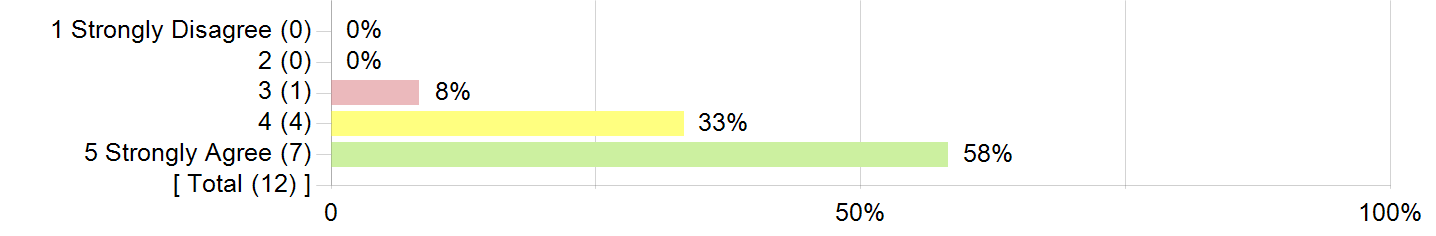 1 Strongly Disagree (0) 0%
2 (0) 0%
3 (1) 8%
4 (4) 33%
5 Strongly Agree (7) 58%
[ Total (12) ]
0 50% 100%